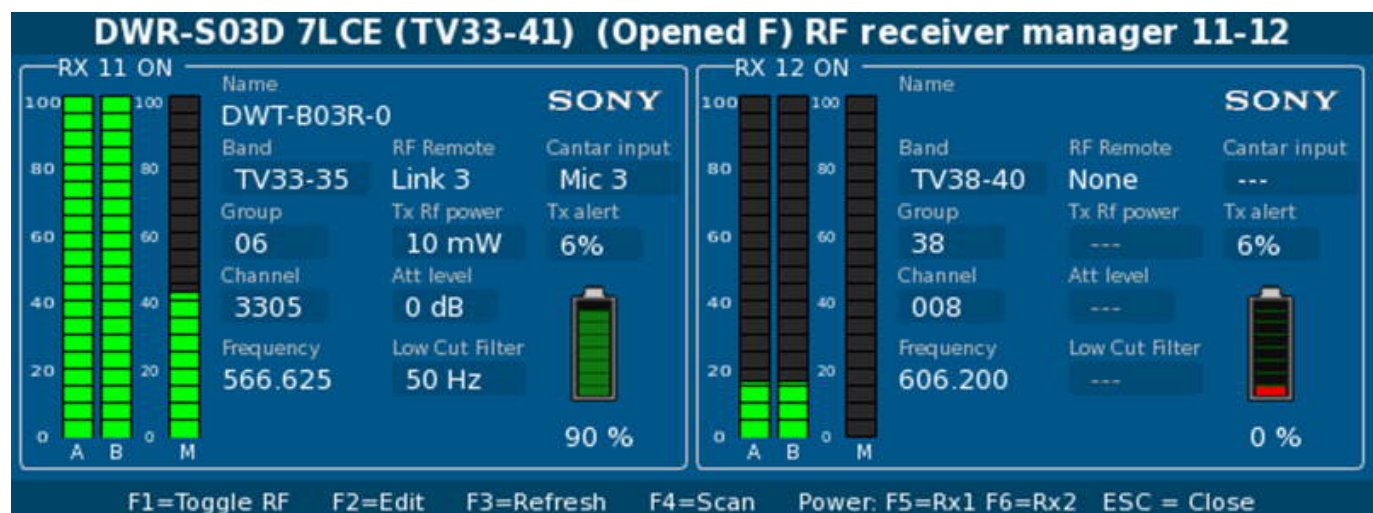 DWR-S03D 7LCE (TV33-41) (Opened F) RF receiver manager 11-12
RX 11 ON
100
100
80
80
60
60
40
40
20
20
0
0
A B M
Name
DWT-B03R-0
SONY
Band RF Remote Cantar input
TV33-35 Link 3 Mic 3
Group Tx Rf power Tx alert
06 10 mW 6%
Channel Att level
3305 0 dB
Frequency Low Cut Filter
566.625 50 Hz
90 %
RX 12 ON
100
100
80
80
60
60
40
40
20
20
0
0
A B M
Name
SONY
Band RF Remote Cantar input
TV38-40 None ---
Group Tx Rf power Tx alert
38 --- 6%
Channel Att level
008 ---
Frequency Low Cut Filter
606.200 ---
0 %
F1=Toggle RF F2=Edit F3=Refresh F4=Scan Power: F5=Rx1 F6=Rx2 ESC = Close